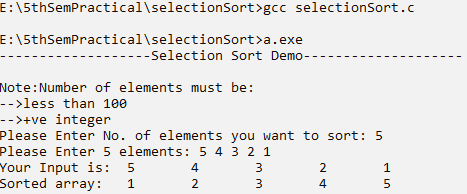 E:\5thSemPractical\selectionSort>gcc selectionSort.c
E:\5thSemPractical\selectionSort>a.exe
-------------------Selection Sort Demo--------------------
Note:Number of elements must be:
-->less than 100
-->+ve integer
Please Enter No. of elements you want to sort: 5
Please Enter 5 elements: 5 4 3 2 1
Your Input is:  5       4       3       2       1
Sorted array:   1       2       3       4       5